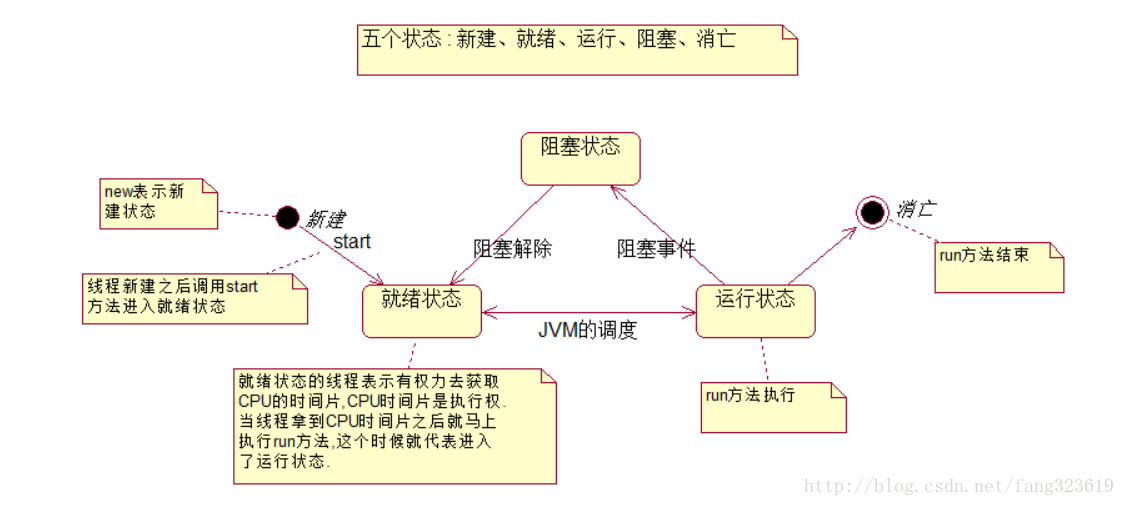 五个状态:新建、就绪、运行、阻塞、消亡
阻塞状态
new表示新
建状态
新建
消亡
start
阻塞解除
阻塞事件
run方法结束
线程新建之后调用start
方法进入就绪状态
就绪状态
运行状态
JVM的调度
就绪状态的线程表示有权力去获取
CPU的时间片,CPU时间片是执行权.
当线程拿到CPU时间片之后就马上
执行run方法,这个时候就代表进入
了运行状态.
run方法执行
http://blog.csdn.net/fang323619